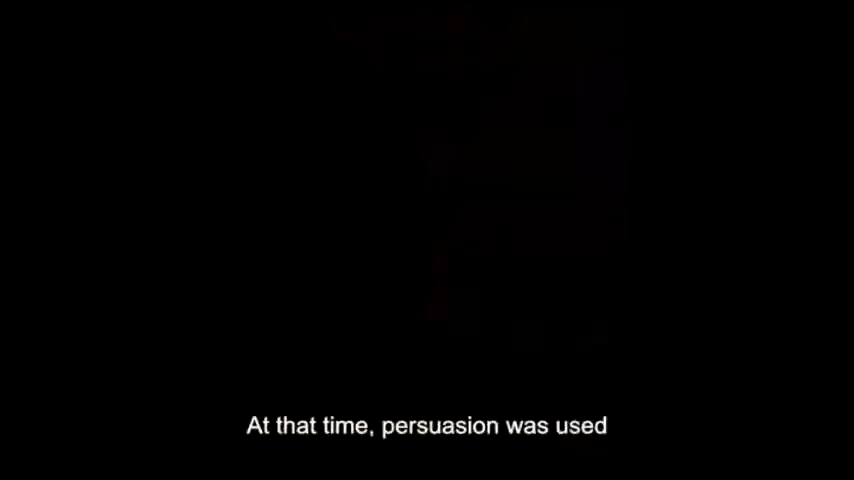 At that time, persuasion was used